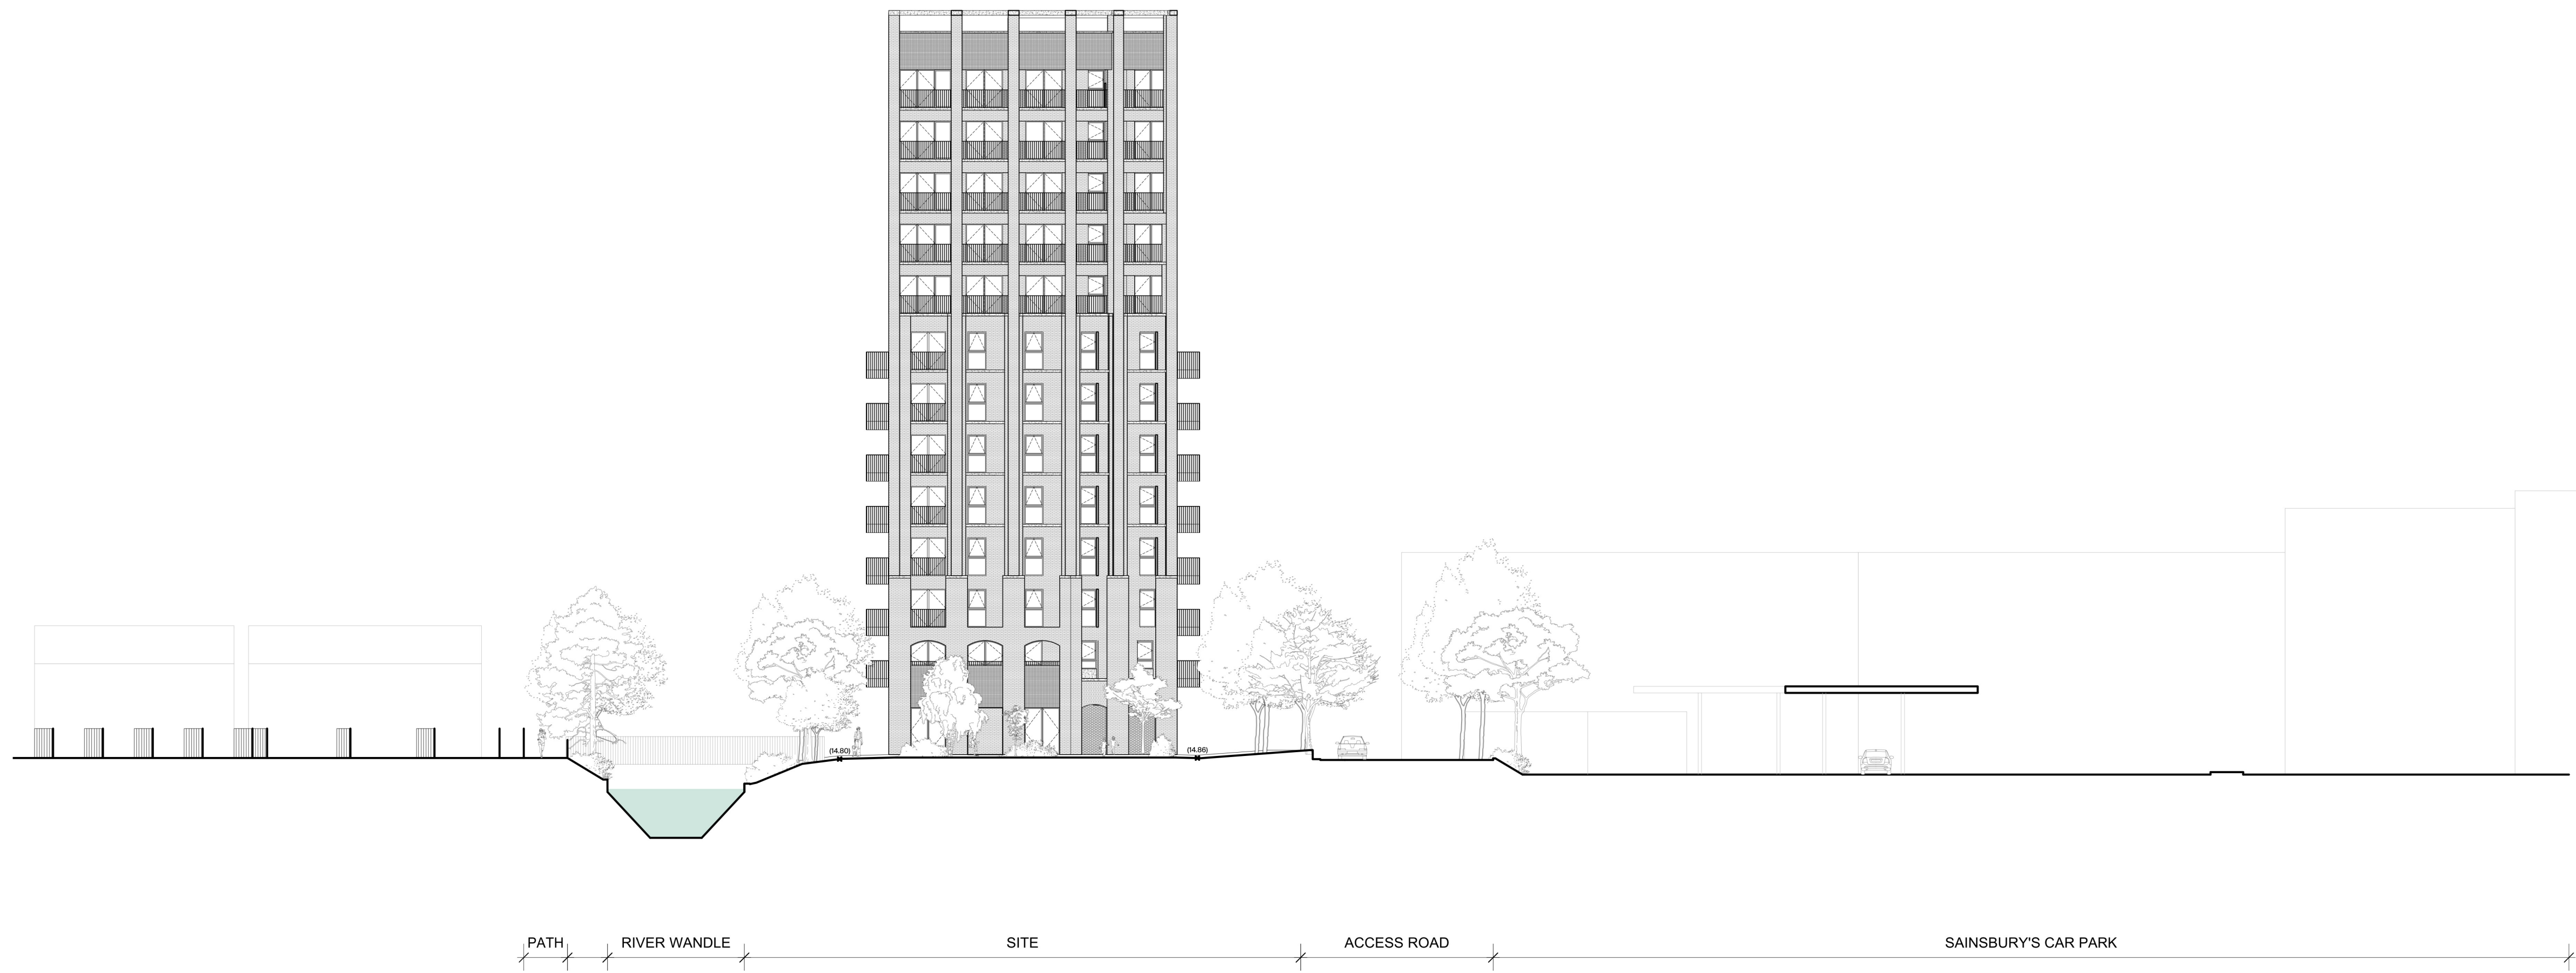 (14.80)
(14.86)
PATH
RIVER WANDLE
SITE
ACCESS ROAD
SAINSBURY'S CAR PARK